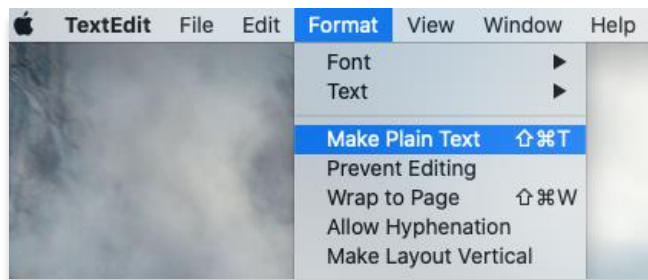 TextEdit File Edit Format View Window Help
Font ▶
Text ▶
Make Plain Text ⇧⌘T
Prevent Editing
Wrap to Page ⇧⌘W
Allow Hyphenation
Make Layout Vertical